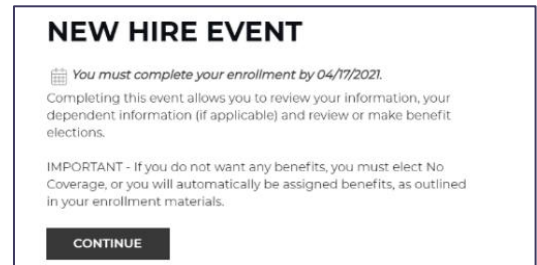 NEW HIRE EVENT
You must complete your enrollment by 04/17/2021.
Completing this event allows you to review your information, your
dependent information (if applicable) and review or make benefit
elections.
IMPORTANT - If you do not want any benefits, you must elect No
Coverage, or you will automatically be assigned benefits, as outlined
in your enrollment materials.
CONTINUE